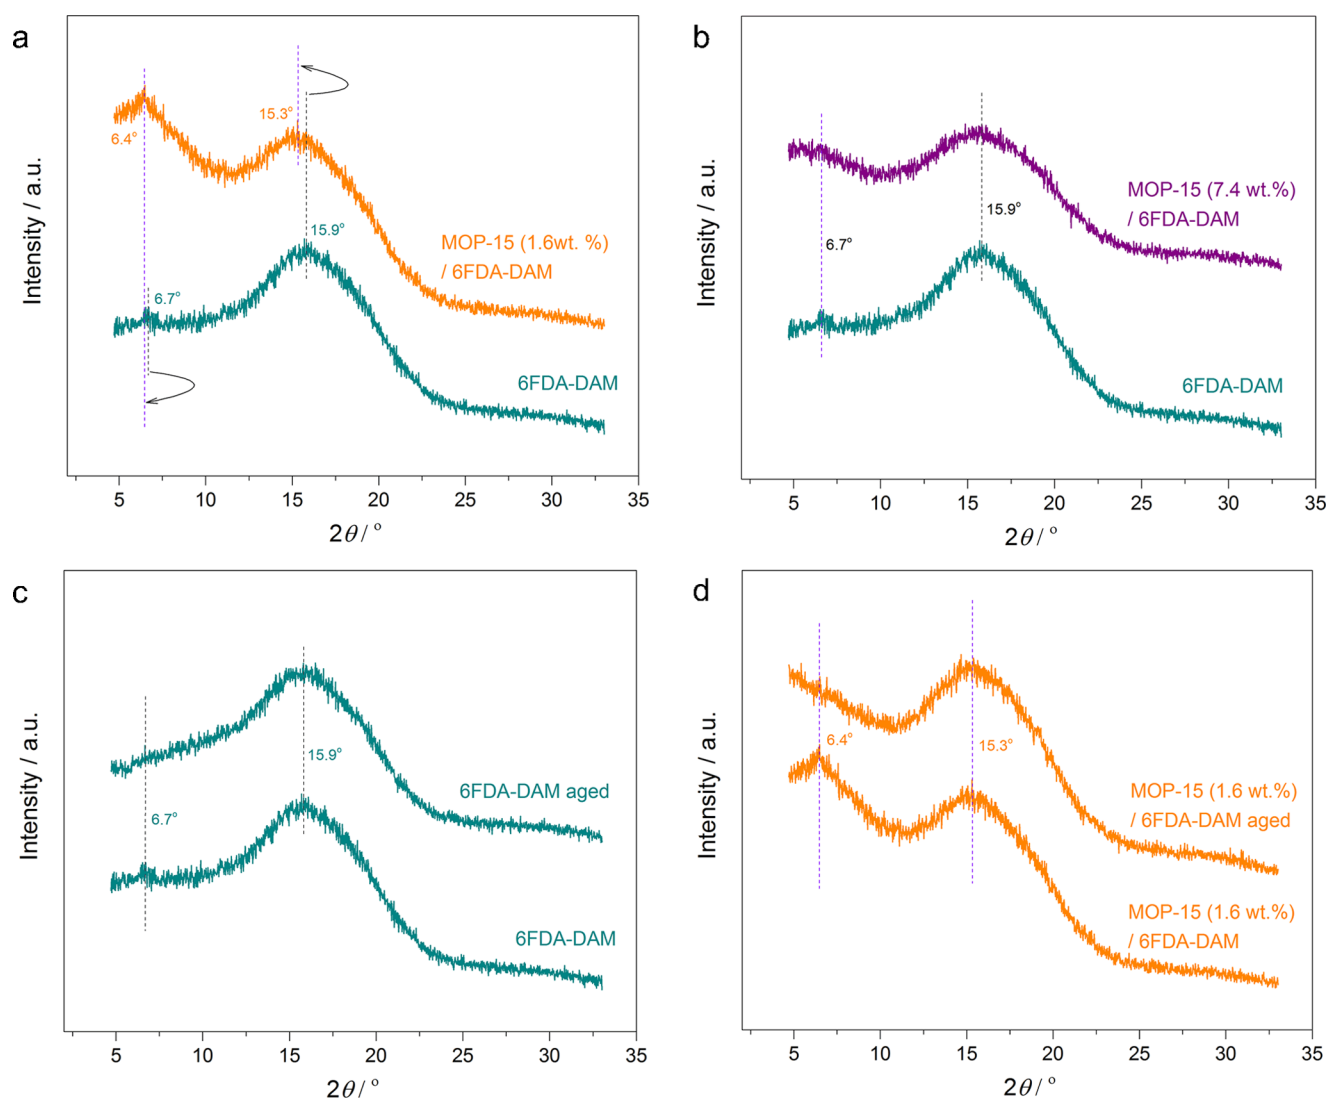 a
Intensity / a.u.
6.4°
15.3°
15.9°
6.7°
MOP-15 (1.6wt. %)
/ 6FDA-DAM
6FDA-DAM
5 10 15 20 25 30 35
2θ / °
b
Intensity / a.u.
6.7°
15.9°
MOP-15 (7.4 wt.%)
/ 6FDA-DAM
6FDA-DAM
5 10 15 20 25 30 35
2θ / °
c
Intensity / a.u.
15.9°
6.7°
6FDA-DAM aged
6FDA-DAM
5 10 15 20 25 30 35
2θ / °
d
Intensity / a.u.
6.4°
15.3°
MOP-15 (1.6 wt.%)
/ 6FDA-DAM aged
MOP-15 (1.6 wt.%)
/ 6FDA-DAM
5 10 15 20 25 30 35
2θ / °